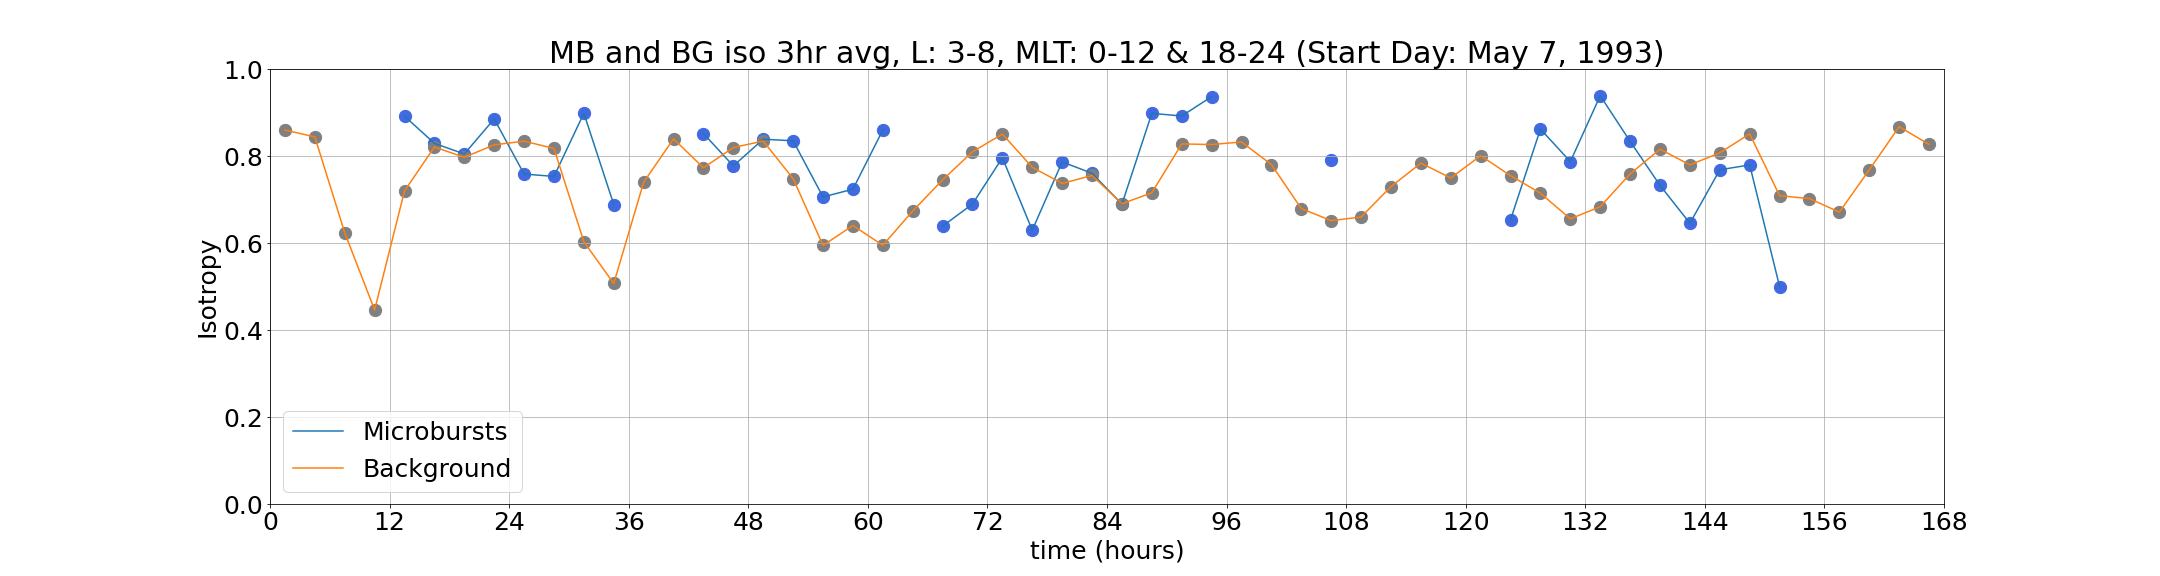 MB and BG iso 3hr avg, L: 3-8, MLT: 0-12 & 18-24 (Start Day: May 7, 1993)
1.0
0.8
0.6
0.4
0.2
0.0
Isotropy
Microbursts
Background
0 12 24 36 48 60 72 84 96 108 120 132 144 156 168
time (hours)